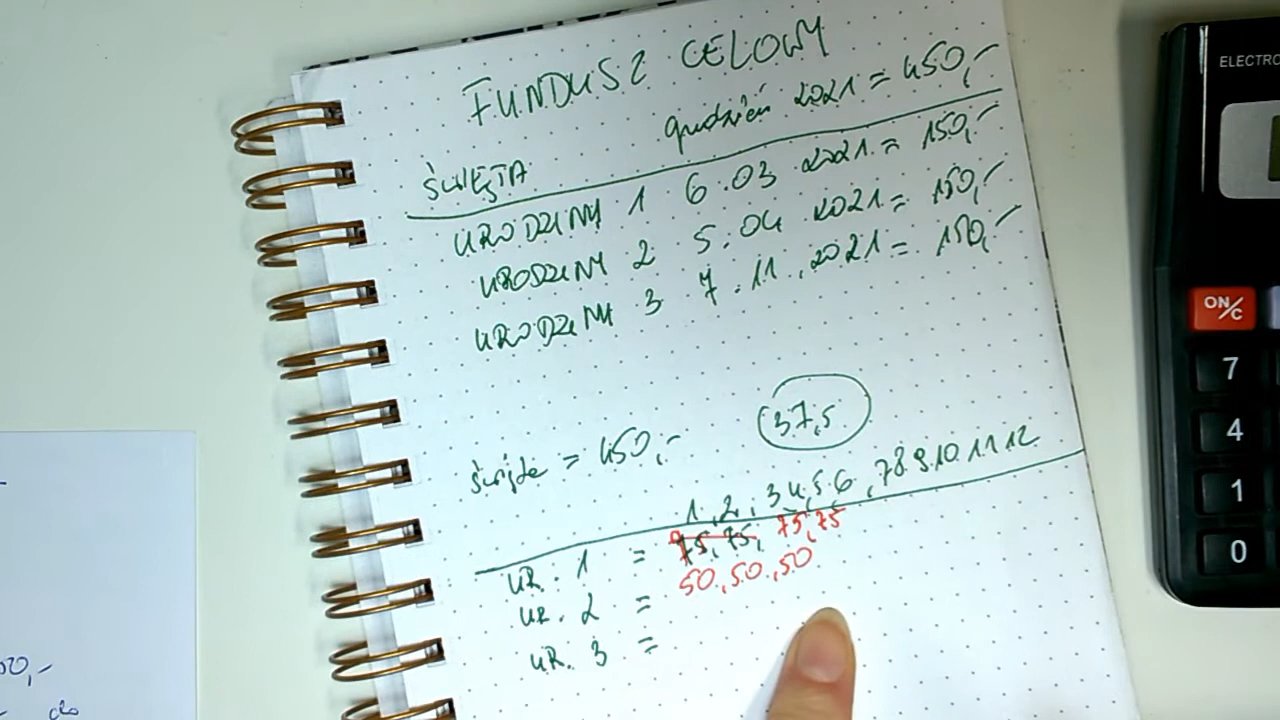 FUNDUSZ CELOWY
ŚWIĘTA grudzień 2021 = 450,-
URODZINY 1 6.03 2021. = 150,-
URODZINY 2 5.04 2021 = 150,-
URODZINY 3 7.11.2021 = 150,-
37,5
święta = 450,-
1,2,3 4,5,6,7 8 9.10 11 12
UR. 1 = 75,75, 75,75
UR. 2 = 50,50,50
UR. 3 =
ELECTRO
ON/C
7
4
1
0
do